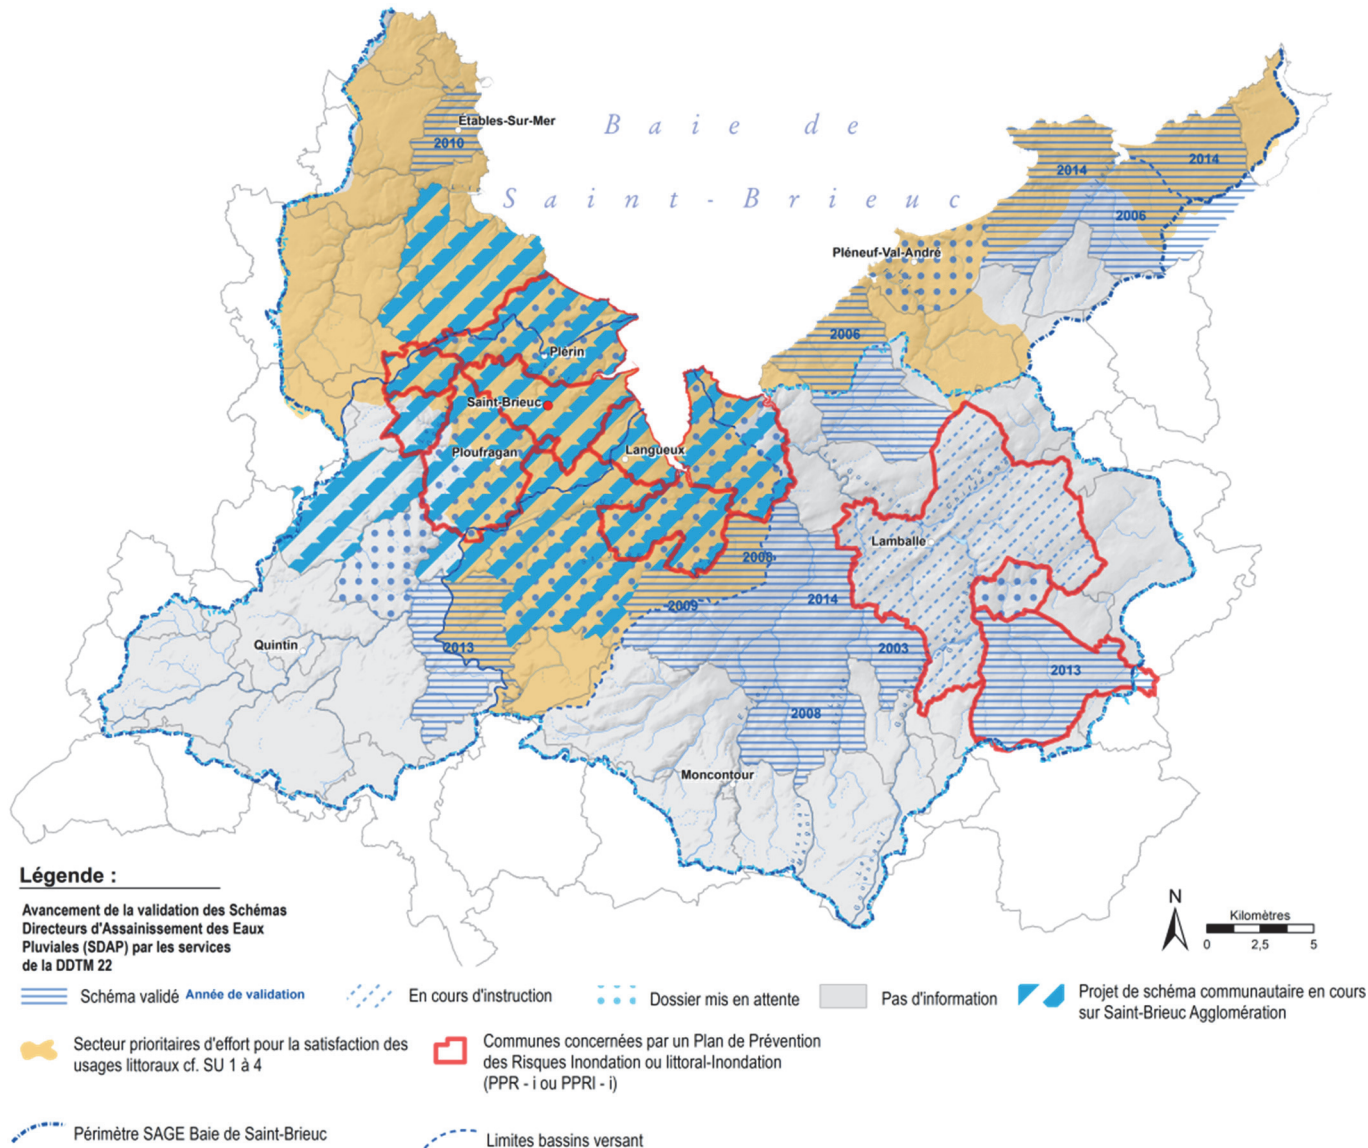 Baie de
Saint-Brieuc
Étables-Sur-Mer
2010
2014
2014
2006
Pléneuf-Val-André
2006
Plérin
Saint-Brieuc
Ploufragan
Langueux
Lamballe
2008
2009
2014
2003
2013
2013
2008
Quintin
Moncontour
Légende :
Avancement de la validation des Schémas
Directeurs d'Assainissement des Eaux
Pluviales (SDAP) par les services
de la DDTM 22
N
Kilomètres
0 2,5 5
Schéma validé Année de validation
En cours d'instruction
Dossier mis en attente
Pas d'information
Projet de schéma communautaire en cours
sur Saint-Brieuc Agglomération
Secteur prioritaires d'effort pour la satisfaction des
usages littoraux cf. SU 1 à 4
Communes concernées par un Plan de Prévention
des Risques Inondation ou littoral-Inondation
(PPR - i ou PPRI - i)
Périmètre SAGE Baie de Saint-Brieuc
Limites bassins versant